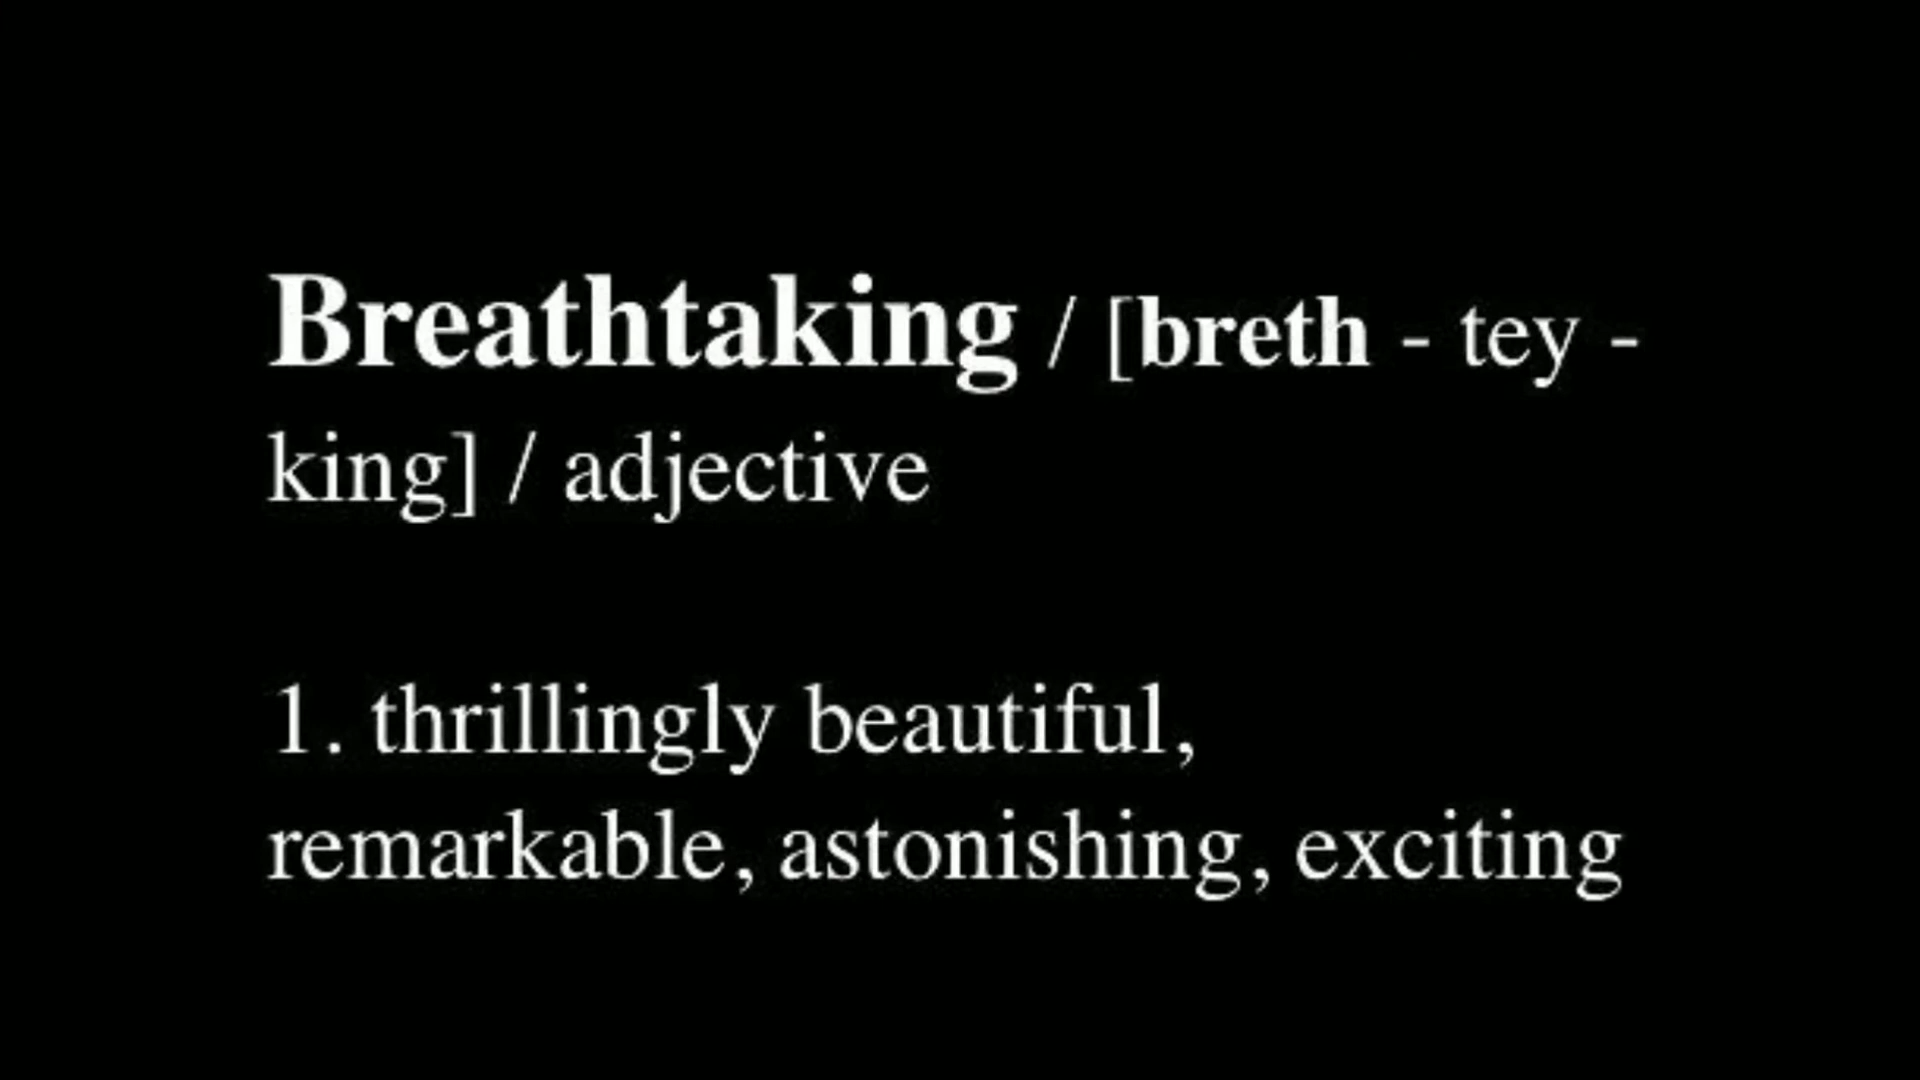 Breathtaking / [breth - tey -
king] / adjective
1. thrillingly beautiful,
remarkable, astonishing, exciting